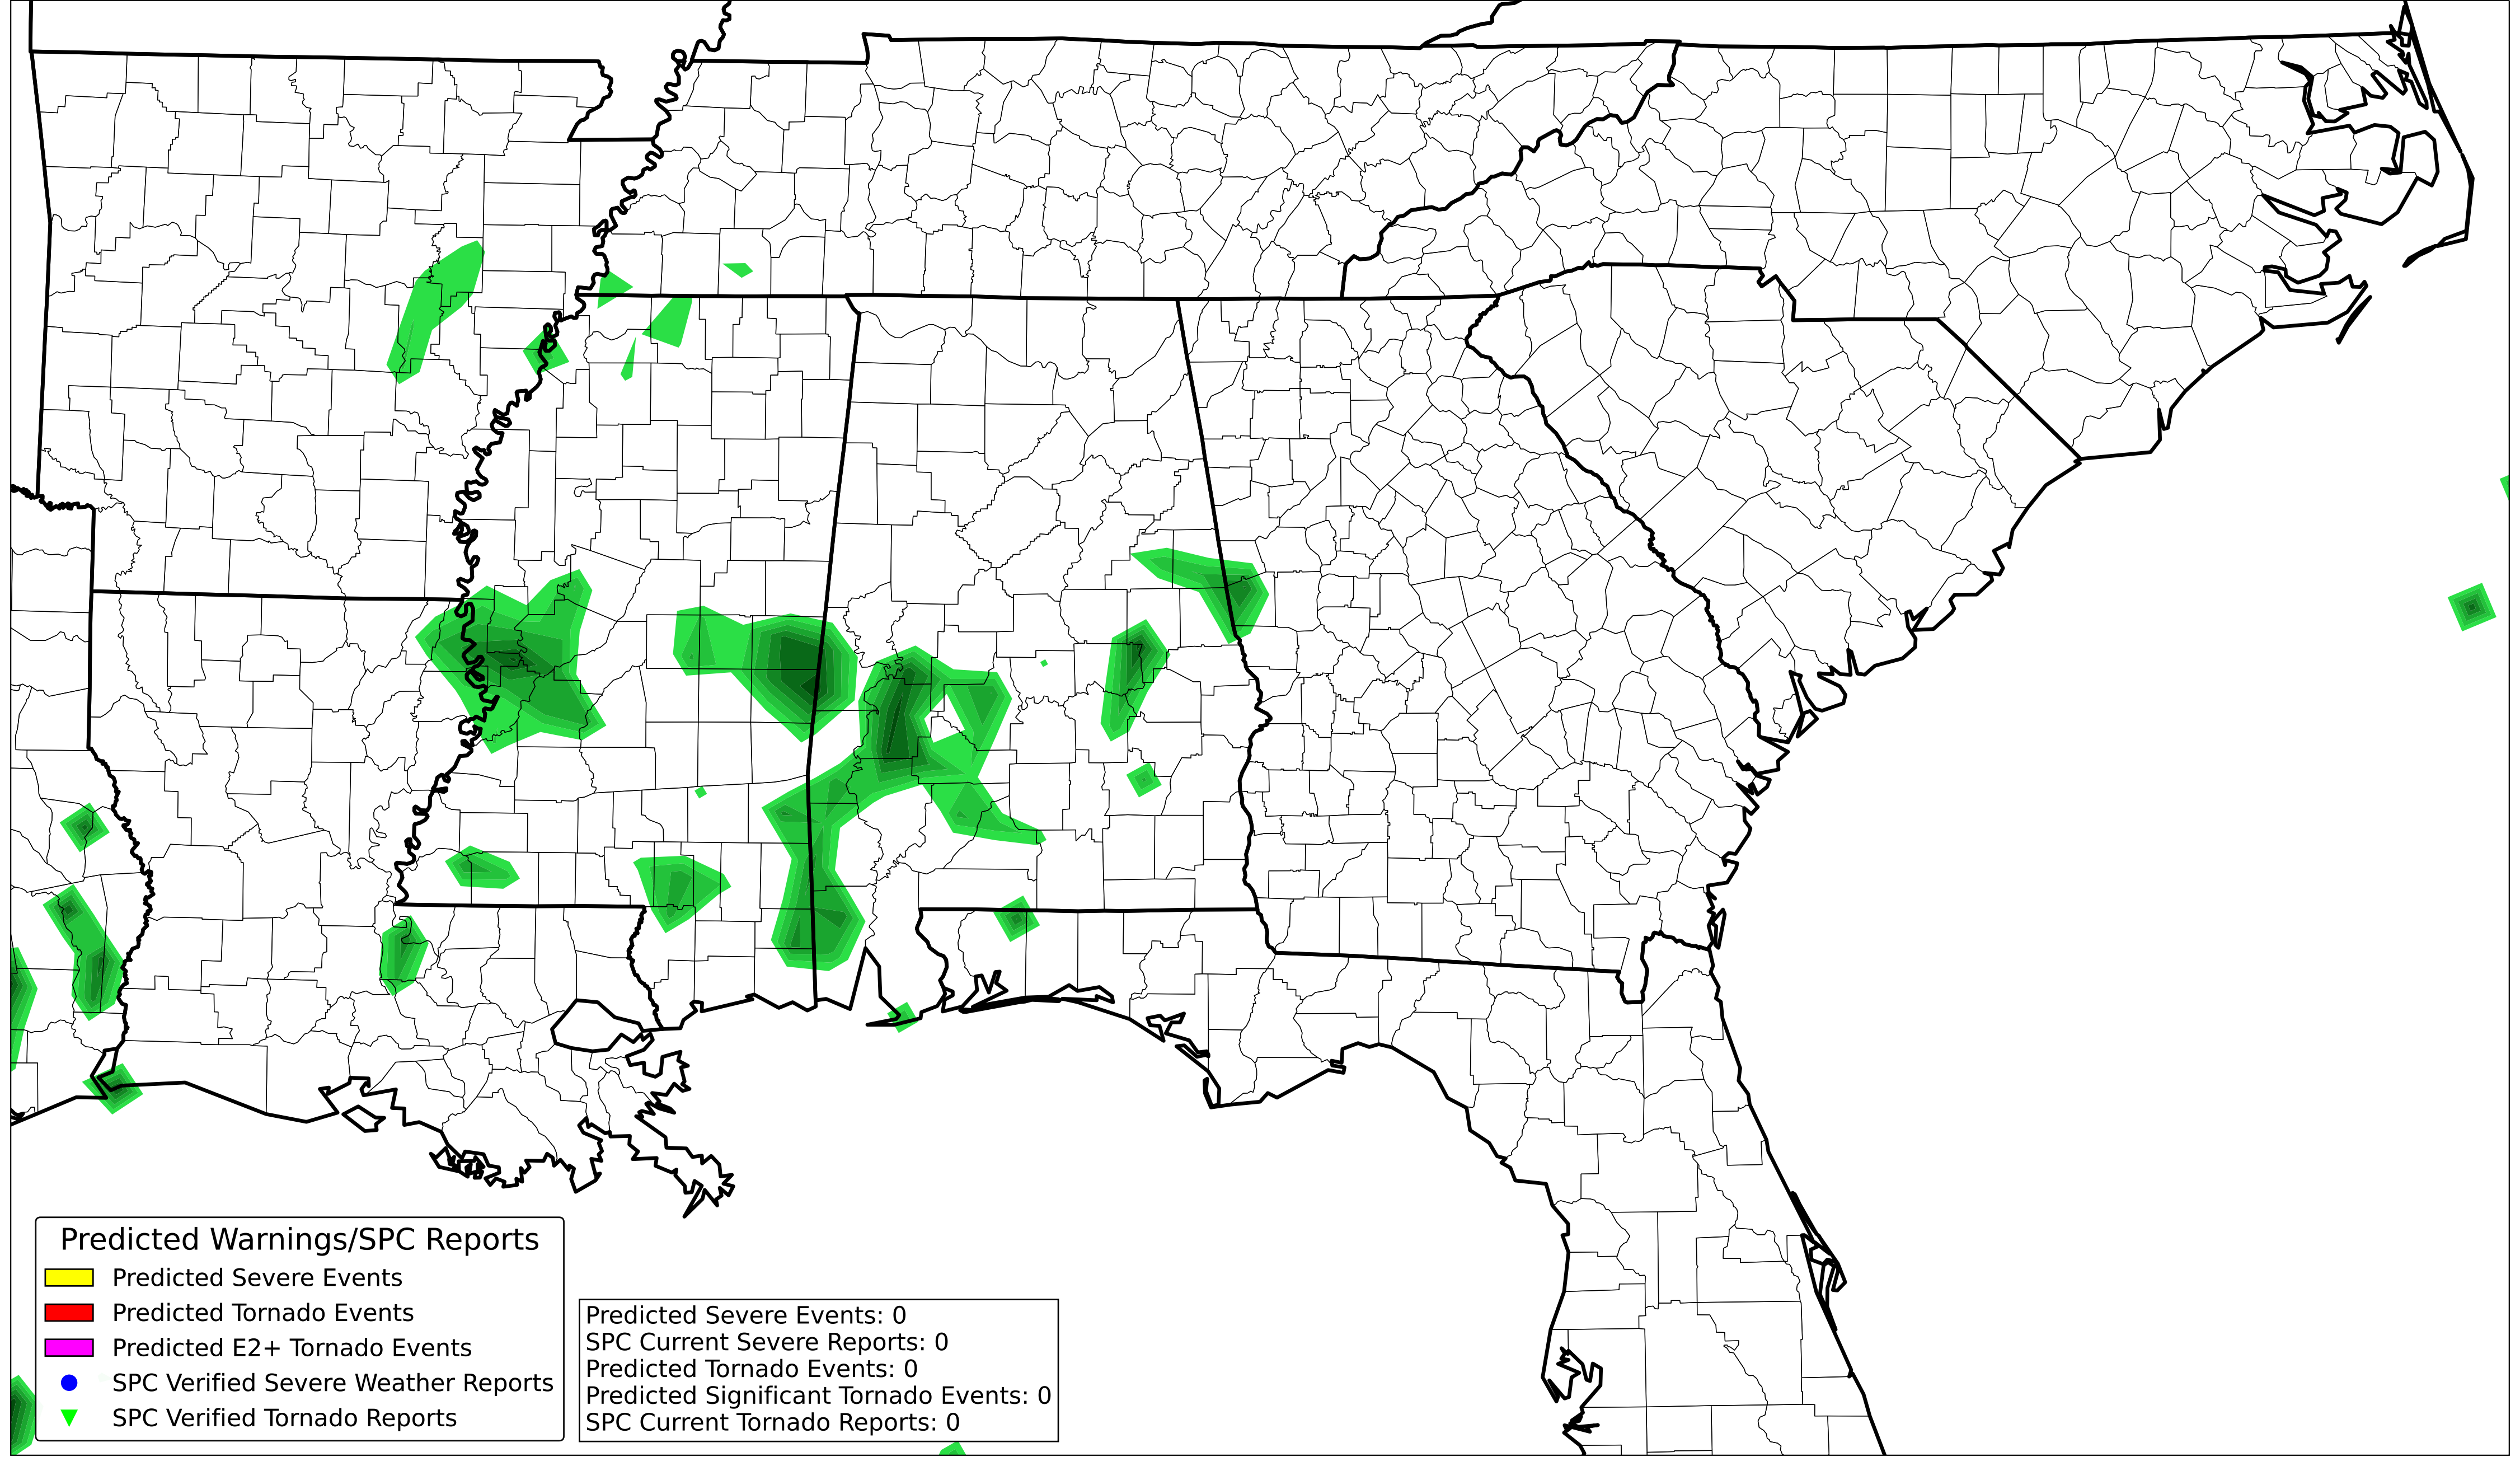 Predicted Warnings/SPC Reports
Predicted Severe Events
Predicted Tornado Events
Predicted E2+ Tornado Events
SPC Verified Severe Weather Reports
SPC Verified Tornado Reports
Predicted Severe Events: 0
SPC Current Severe Reports: 0
Predicted Tornado Events: 0
Predicted Significant Tornado Events: 0
SPC Current Tornado Reports: 0